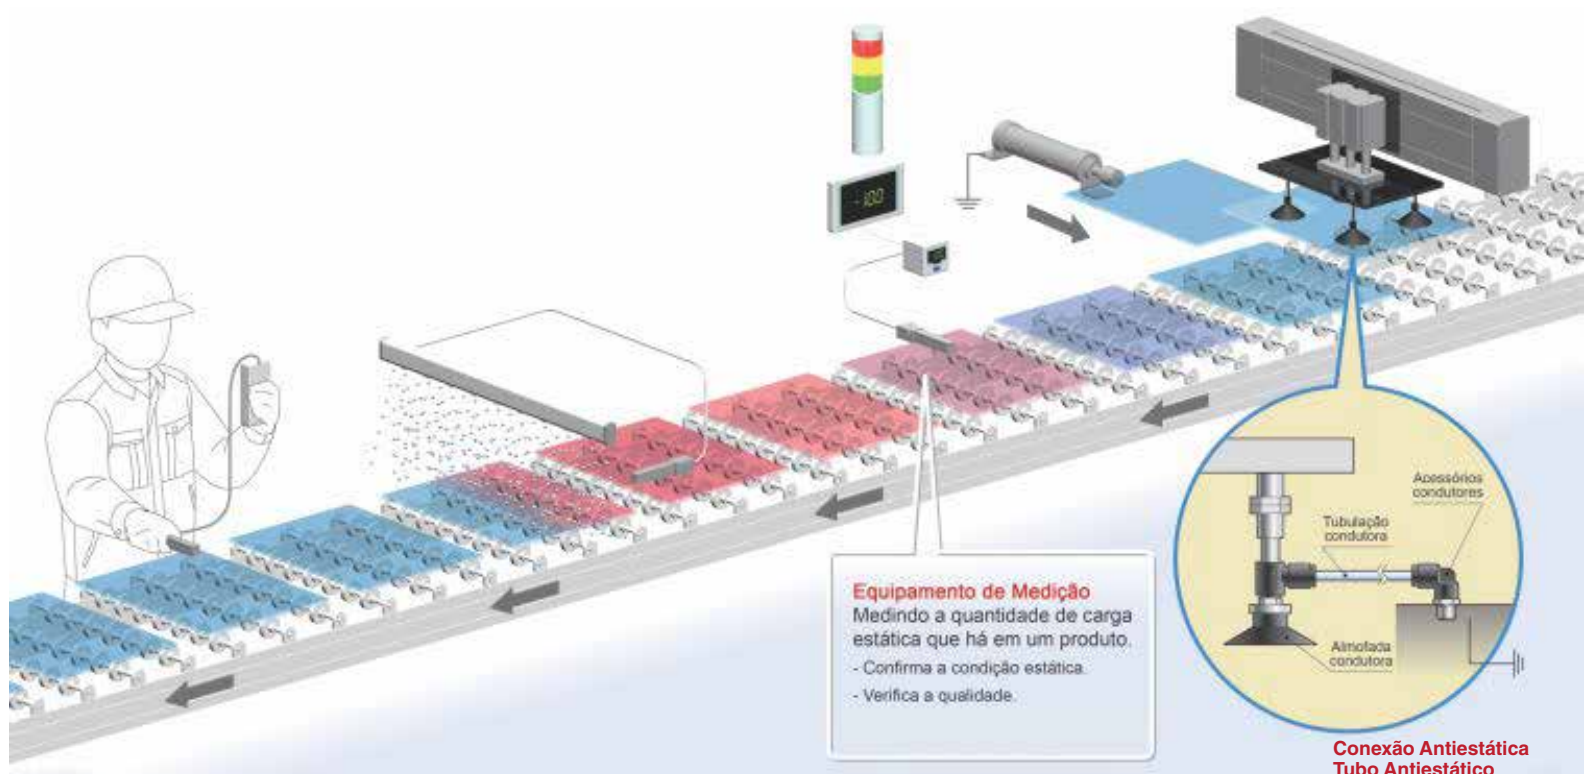 -100
Acessórios
condutores
Tubulação
condutora
Almofada
condutora
Equipamento de Medição
Medindo a quantidade de carga
estática que há em um produto.
- Confirma a condição estática.
- Verifica a qualidade.
Conexão Antiestática
Tubo Antiestático